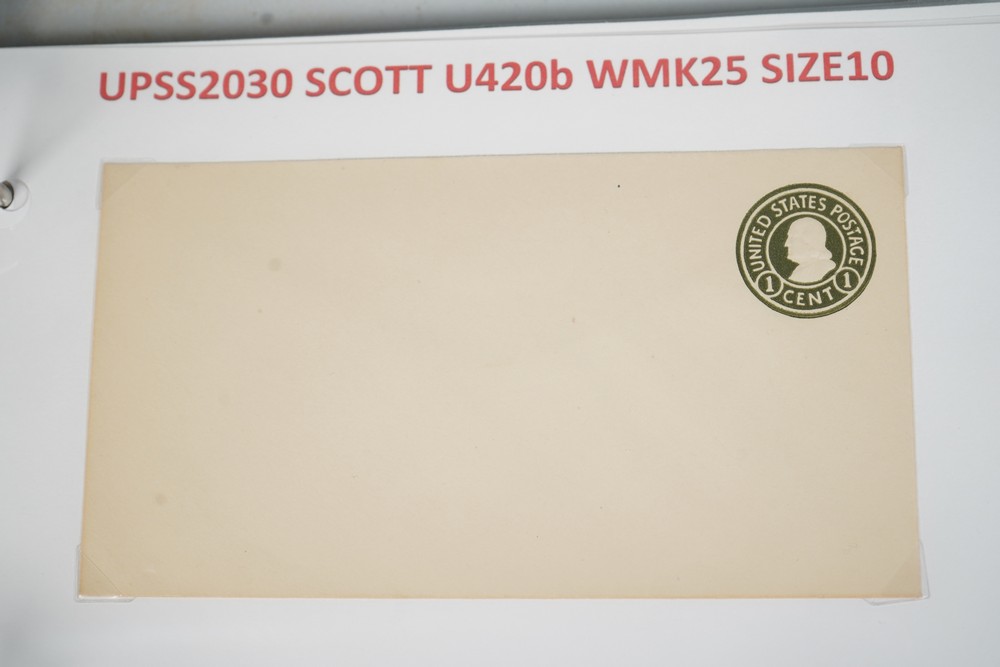 UPSS2030 SCOTT U420b WMK25 SIZE10
UNITED STATES POSTAGE
1 CENT 1